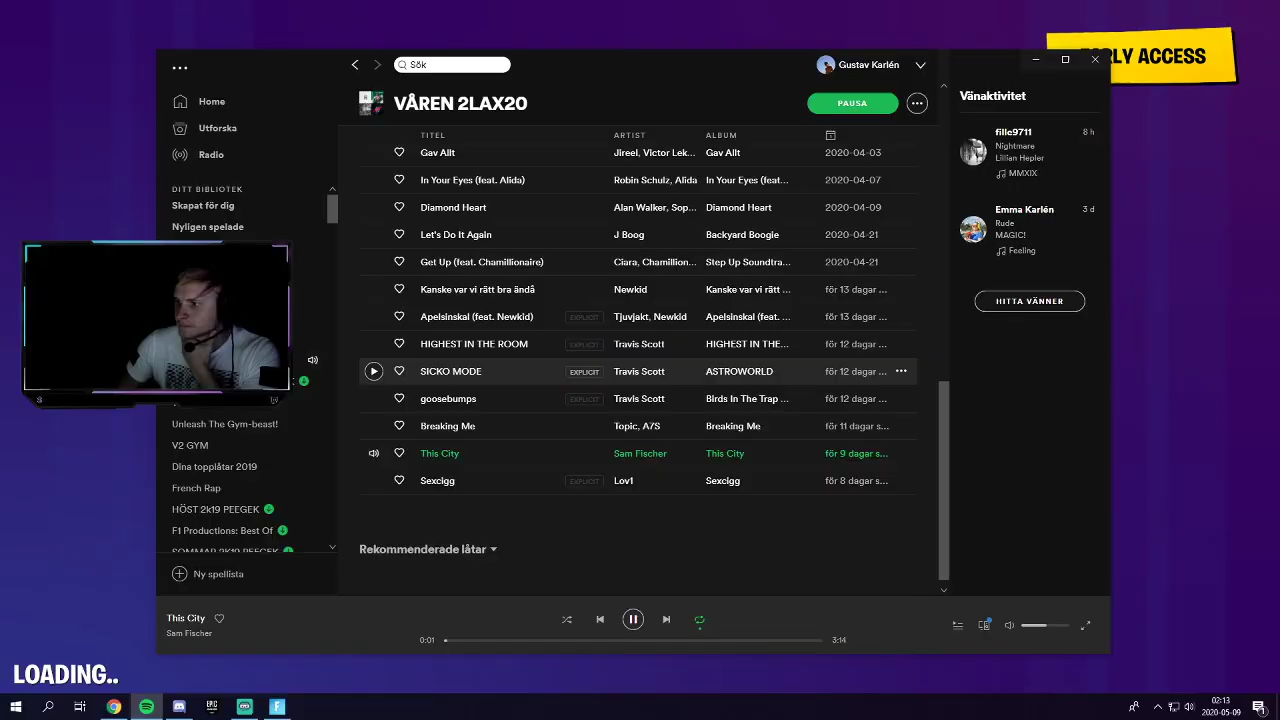 EARLY ACCESS
Sök
Gustav Karlén
Home
Utforska
Radio
DITT BIBLIOTEK
Skapat för dig
Nyligen spelade
Unleash The Gym-beast!
V2 GYM
Dina topplåtar 2019
French Rap
HÖST 2k19 PEEGEK
F1 Productions: Best Of
SOMMAR 2K19 PEEGEK
Ny spellista
VÅREN 2LAX20
PAUSA
TITEL ARTIST ALBUM
Gav Allt Jireel, Victor Lek... Gav Allt 2020-04-03
In Your Eyes (feat. Alida) Robin Schulz, Alida In Your Eyes (feat... 2020-04-07
Diamond Heart Alan Walker, Sop... Diamond Heart 2020-04-09
Let's Do It Again J Boog Backyard Boogie 2020-04-21
Get Up (feat. Chamillionaire) Ciara, Chamillion... Step Up Soundtra... 2020-04-21
Kanske var vi rätt bra ändå Newkid Kanske var vi rätt ... för 13 dagar ...
Apelsinskal (feat. Newkid) EXPLICIT Tjuvjakt, Newkid Apelsinskal (feat. ... för 13 dagar ...
HIGHEST IN THE ROOM EXPLICIT Travis Scott HIGHEST IN THE... för 12 dagar ...
SICKO MODE EXPLICIT Travis Scott ASTROWORLD för 12 dagar ...
goosebumps EXPLICIT Travis Scott Birds In The Trap ... för 12 dagar ...
Breaking Me Topic, A7S Breaking Me för 11 dagar s...
This City Sam Fischer This City för 9 dagar s...
Sexcigg EXPLICIT Lov1 Sexcigg för 8 dagar s...
Rekommenderade låtar
Vänaktivitet
fille9711 8 h
Nightmare
Lillian Hepler
MMXIX
Emma Karlén 3 d
Rude
MAGIC!
Feeling
HITTA VÄNNER
This City
Sam Fischer
0:01 3:14
LOADING..
02:13
2020-05-09